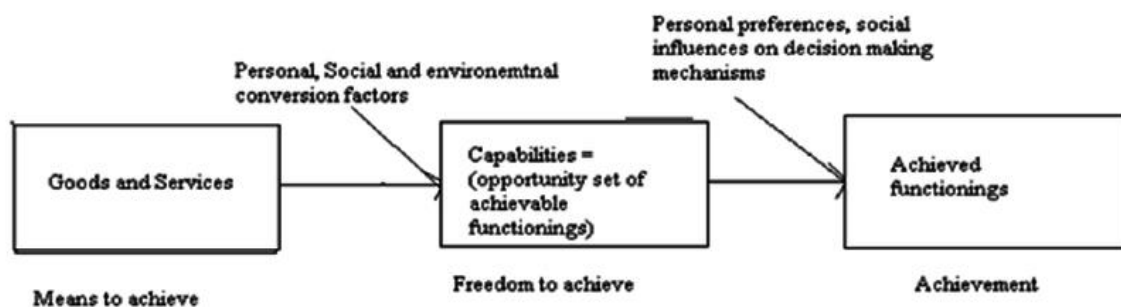 Personal preferences, social
influences on decision making
mechanisms
Personal, Social and environemtnal
conversion factors
Goods and Services
Capabilities =
(opportunity set of
achievable
functionings)
Achieved
functionings
Means to achieve
Freedom to achieve
Achievement